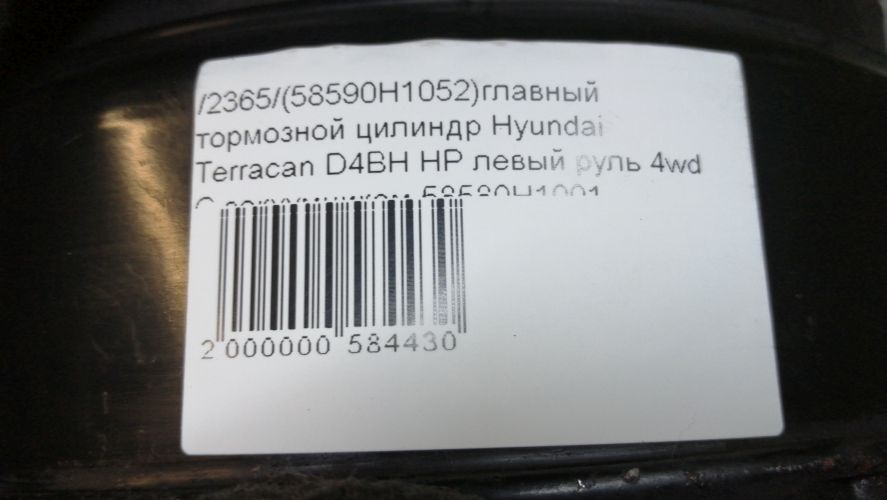 /2365/(58590H1052)главный
тормозной цилиндр Hyundai
Terracan D4BH HP левый руль 4wd
С
2 000000 584430